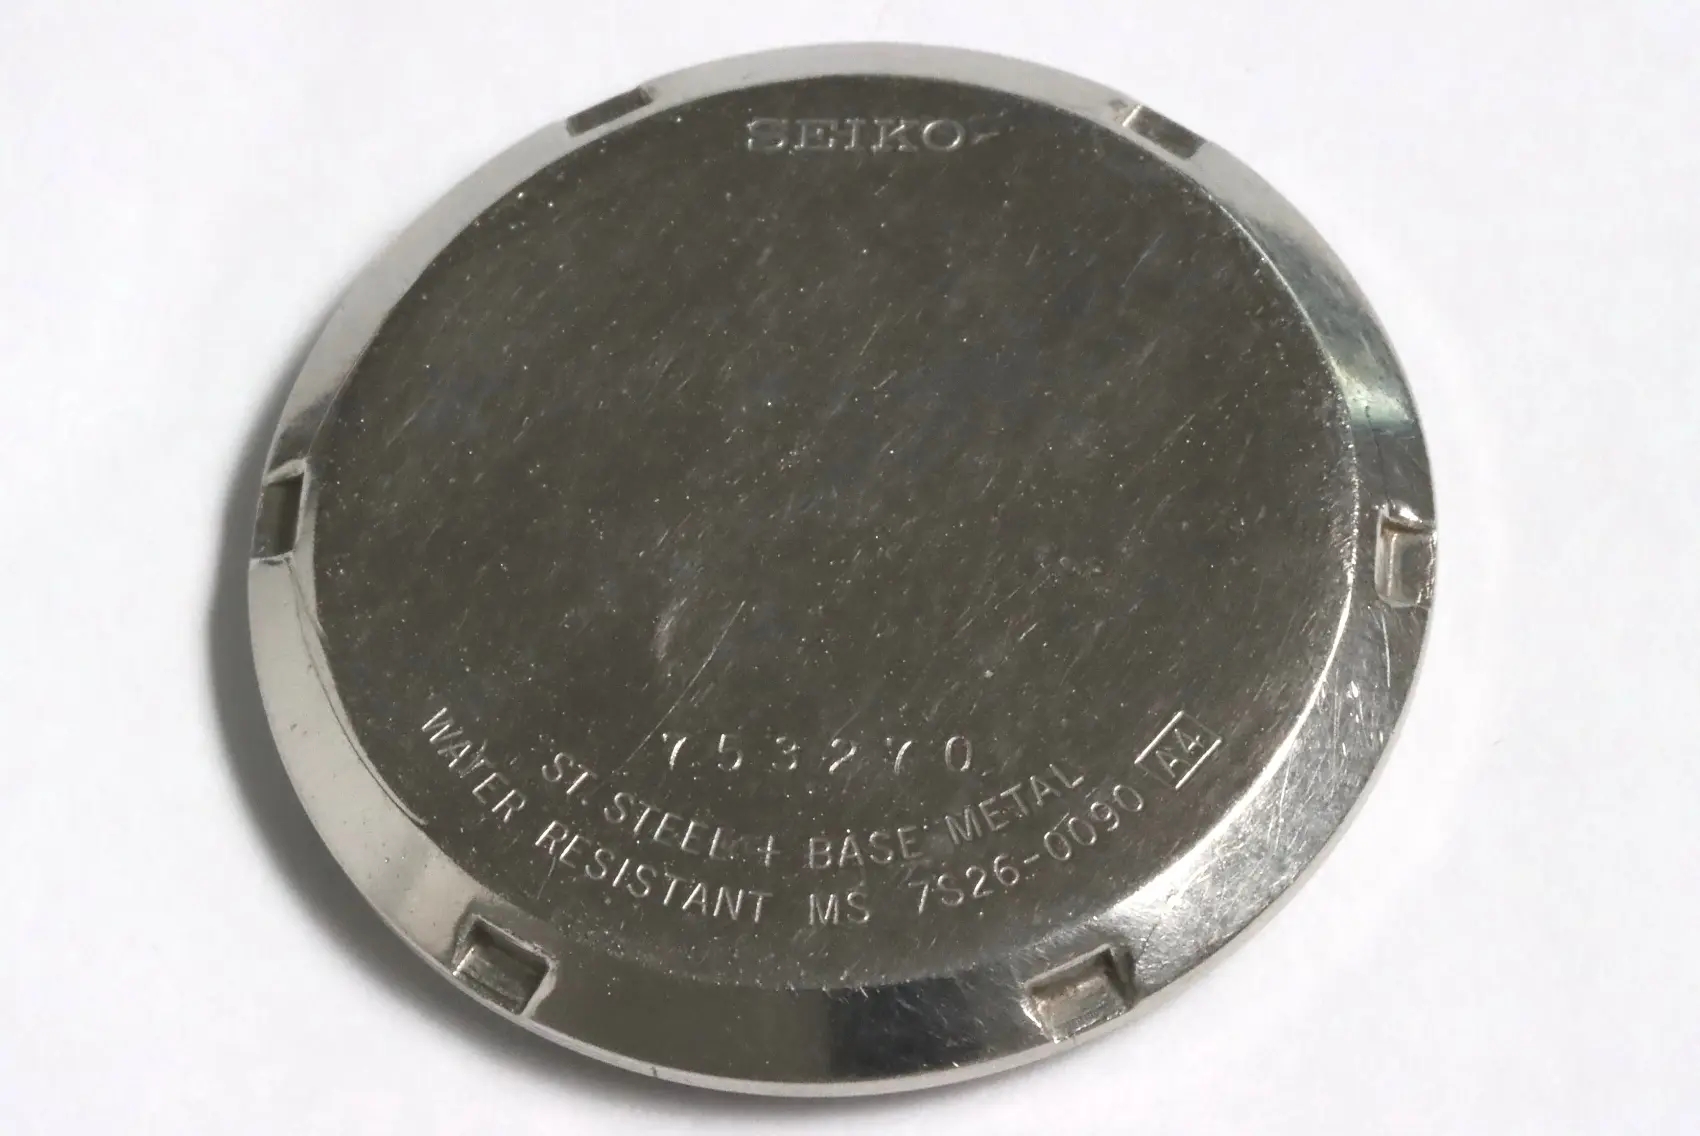 SEIKO
753270
ST. STEEL + BASE METAL
WATER RESISTANT MS 7S26-0090 A4